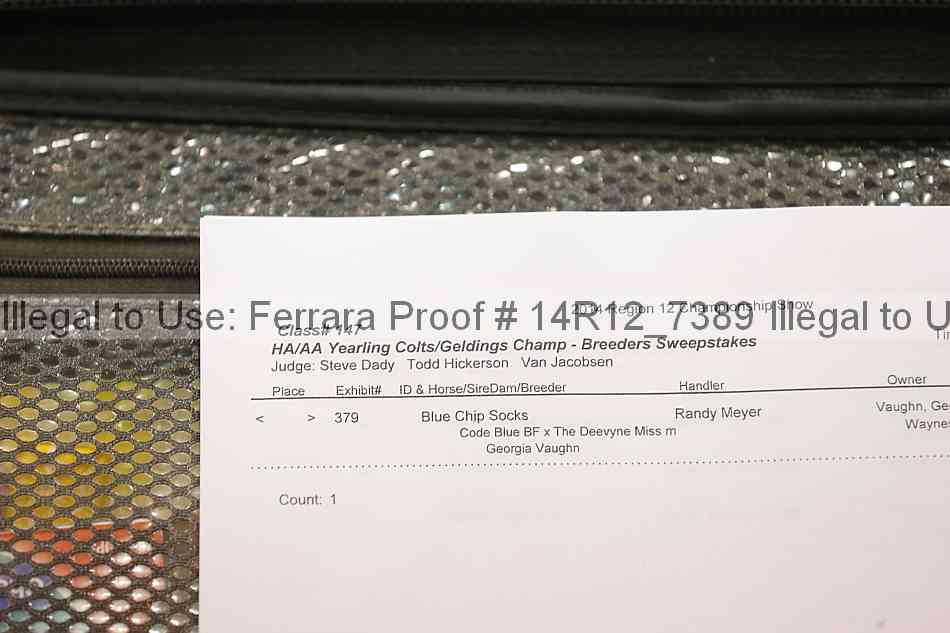 2014 Region 12 Championship Show
Illegal to Use: Ferrara Proof # 14R12_7389 Illegal to U
Class# 147
HA/AA Yearling Colts/Geldings Champ - Breeders Sweepstakes
Judge: Steve Dady Todd Hickerson Van Jacobsen
Place Exhibit# ID & Horse/SireDam/Breeder Handler Owner
< > 379 Blue Chip Socks Randy Meyer Vaughn, Ge
Code Blue BF x The Deevyne Miss m Waynes
Georgia Vaughn
Count: 1